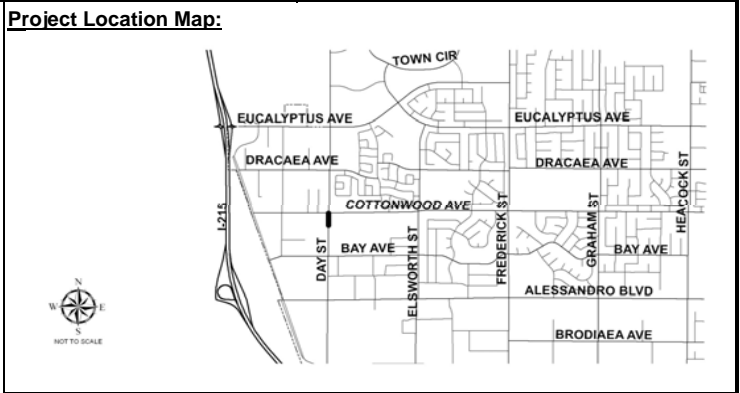 Project Location Map:
TOWN CIR
EUCALYPTUS AVE
EUCALYPTUS AVE
DRACAEA AVE
DRACAEA AVE
COTTONWOOD AVE
I-215
DAY ST
BAY AVE
ELSWORTH ST
FREDERICK ST
GRAHAM ST
BAY AVE
HEACOCK ST
ALESSANDRO BLVD
BRODIAEA AVE
N
W E
S
NOT TO SCALE